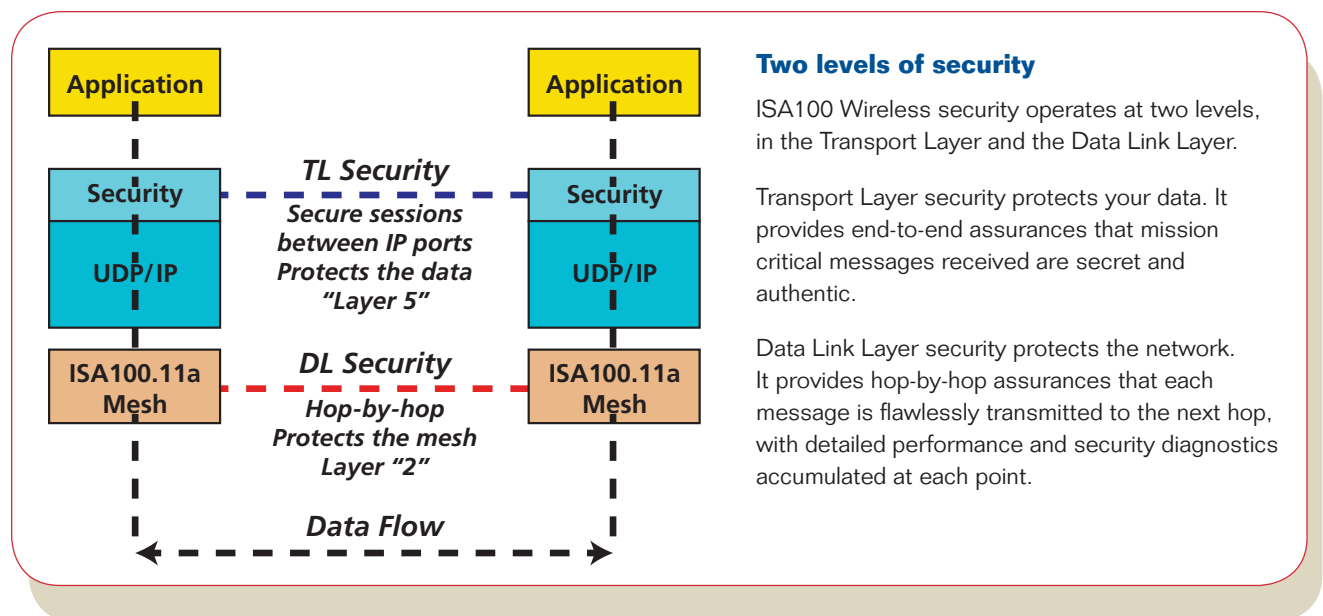 Application
Application
Security
Security
TL Security
Secure sessions
between IP ports
Protects the data
“Layer 5”
UDP/IP
UDP/IP
ISA100.11a
Mesh
ISA100.11a
Mesh
DL Security
Hop-by-hop
Protects the mesh
Layer “2”
Data Flow
Two levels of security
ISA100 Wireless security operates at two levels,
in the Transport Layer and the Data Link Layer.
Transport Layer security protects your data. It
provides end-to-end assurances that mission
critical messages received are secret and
authentic.
Data Link Layer security protects the network.
It provides hop-by-hop assurances that each
message is flawlessly transmitted to the next hop,
with detailed performance and security diagnostics
accumulated at each point.